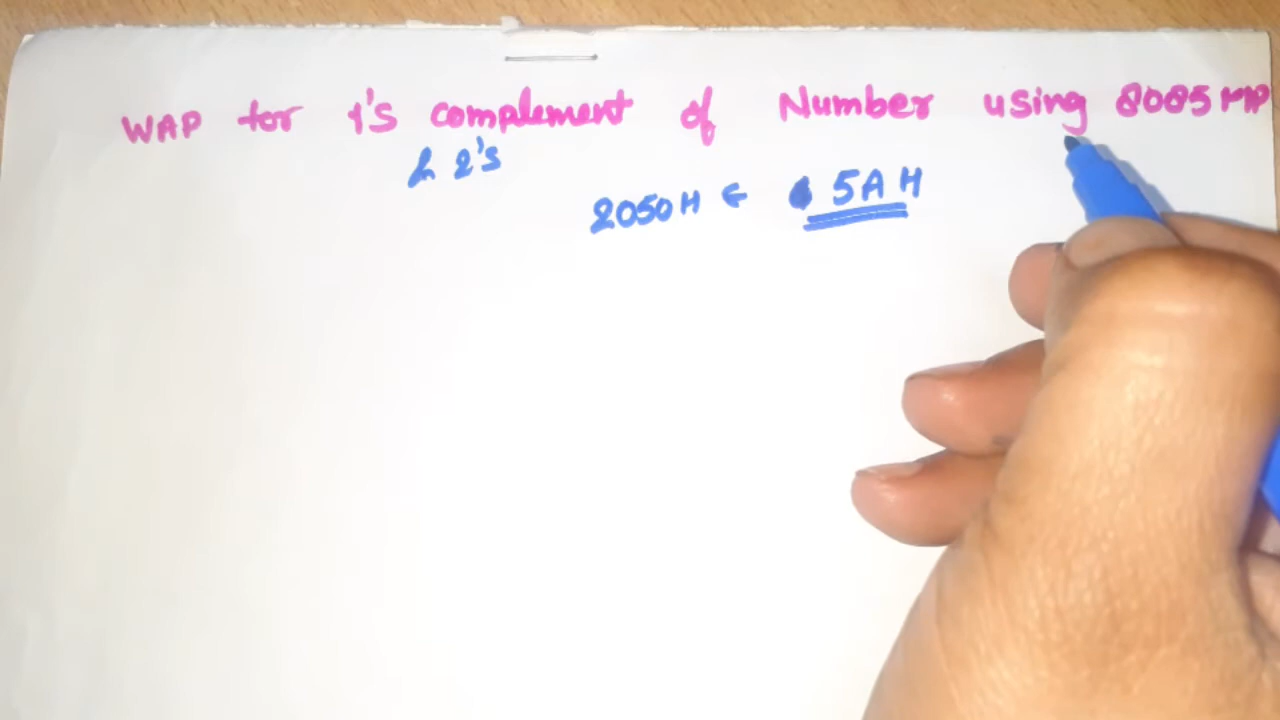 WAP for 1's complement of Number using 8085 MP
& 2's
2050H ← 5AH